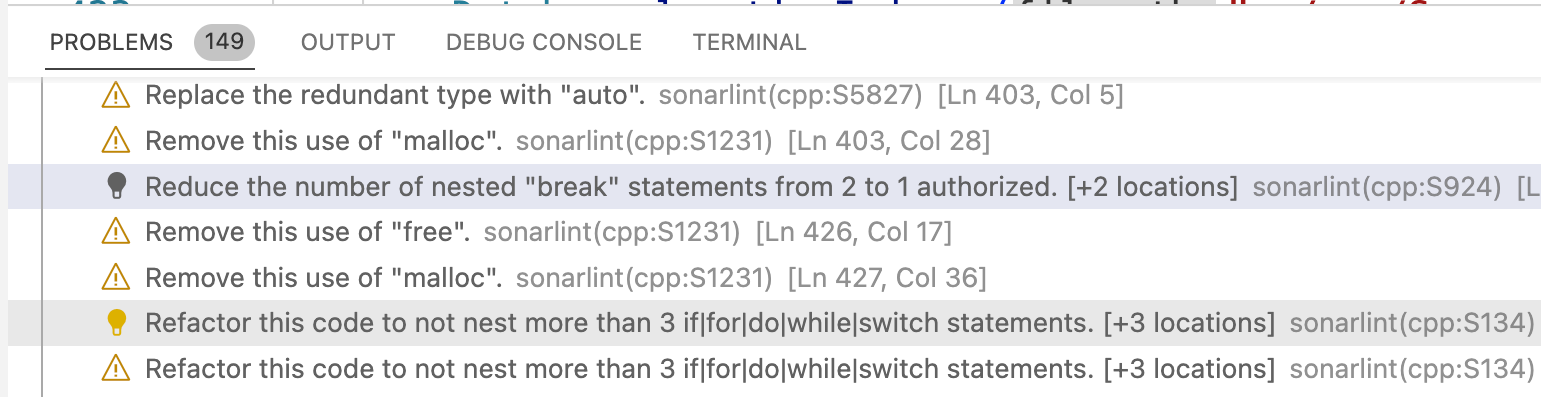 PROBLEMS 149 OUTPUT DEBUG CONSOLE TERMINAL
Replace the redundant type with "auto". sonarlint(cpp:S5827) [Ln 403, Col 5]
Remove this use of "malloc". sonarlint(cpp:S1231) [Ln 403, Col 28]
Reduce the number of nested "break" statements from 2 to 1 authorized. [+2 locations] sonarlint(cpp:S924) [L
Remove this use of "free". sonarlint(cpp:S1231) [Ln 426, Col 17]
Remove this use of "malloc". sonarlint(cpp:S1231) [Ln 427, Col 36]
Refactor this code to not nest more than 3 if|for|do|while|switch statements. [+3 locations] sonarlint(cpp:S134)
Refactor this code to not nest more than 3 if|for|do|while|switch statements. [+3 locations] sonarlint(cpp:S134)